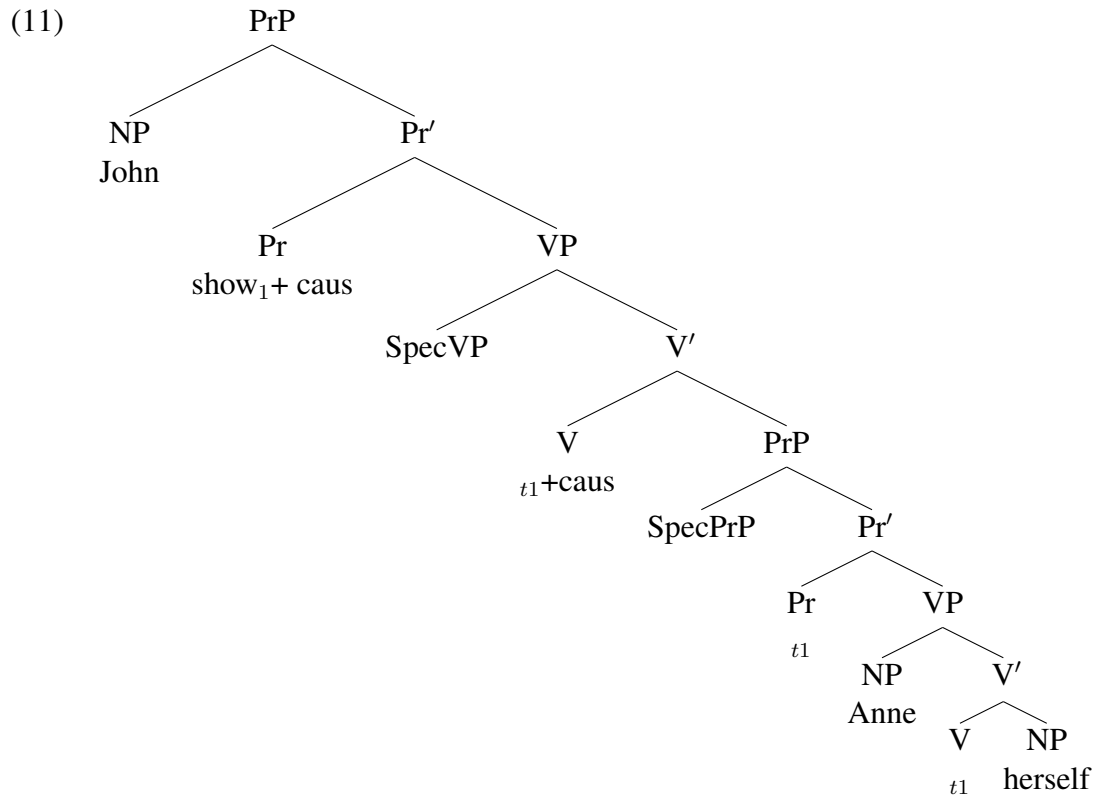 (11) PrP
NP Pr′
John
Pr VP
show₁+ caus
SpecVP V′
V PrP
t1+caus
SpecPrP Pr′
Pr VP
t1
NP V′
Anne
V NP
t1 herself